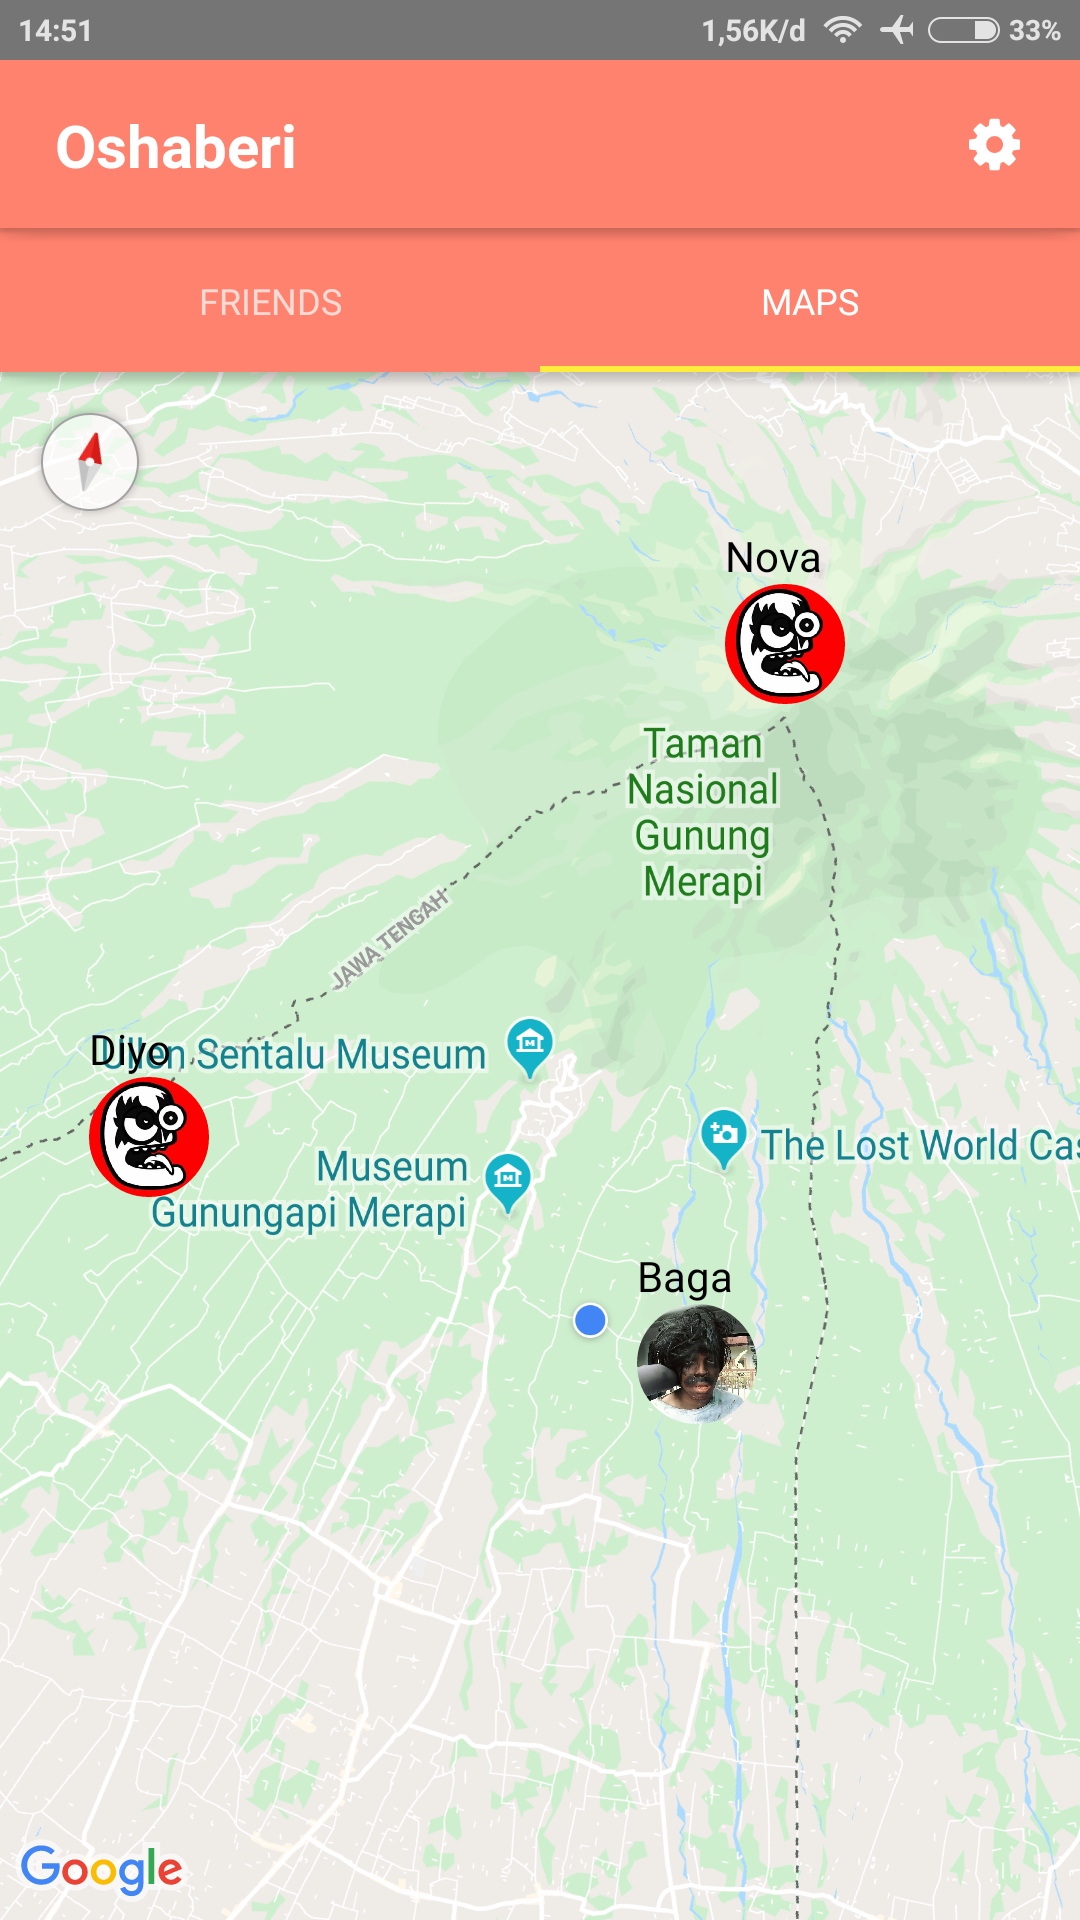 14:51
1,56K/d
33%
Oshaberi
FRIENDS
MAPS
Nova
Taman
Nasional
Gunung
Merapi
JAWA TENGAH
Diyo
Sentalu Museum
Museum
Gunungapi Merapi
The Lost World Cas
Baga
Google